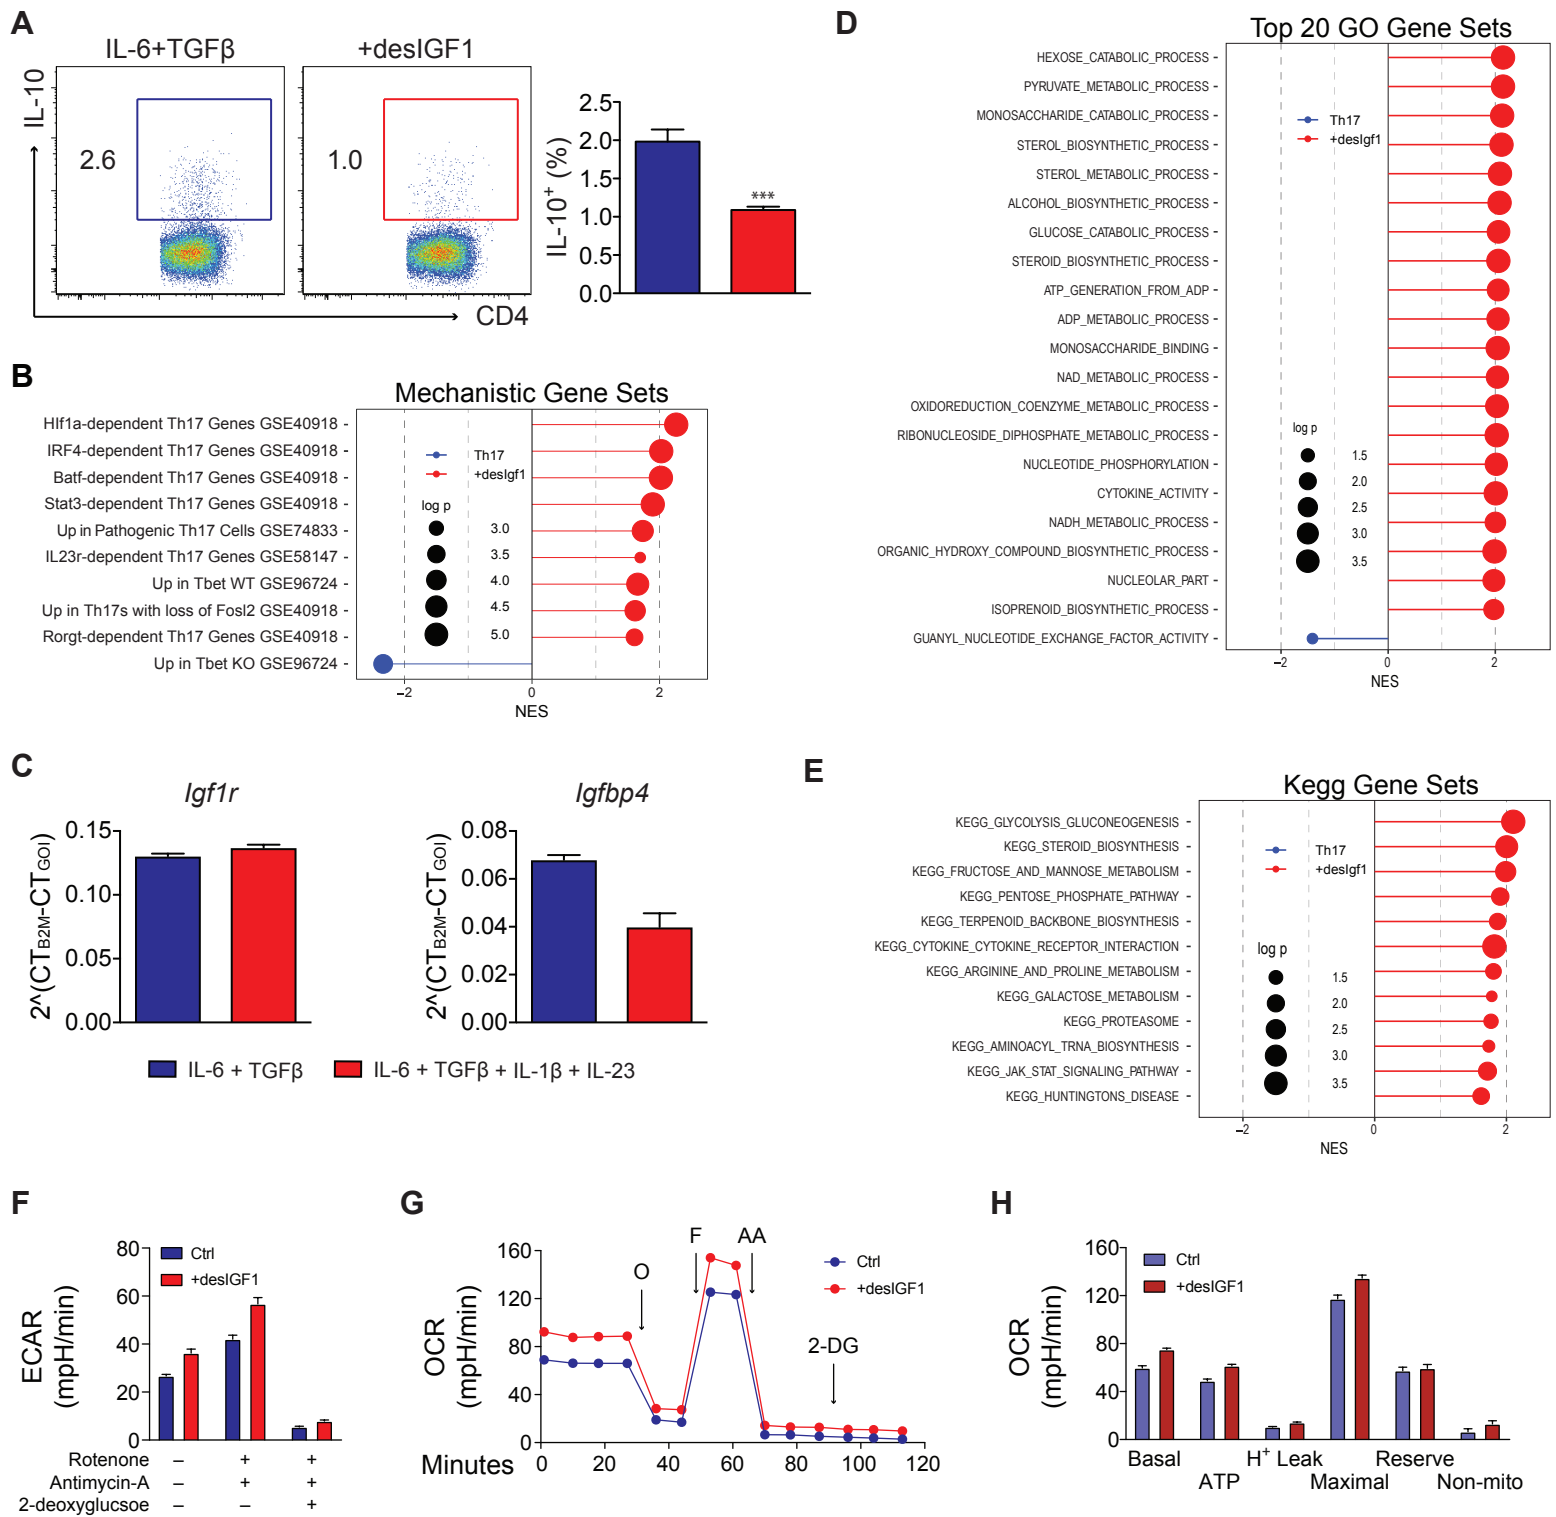 A
IL-6+TGFβ
+desIGF1
IL-10
2.6
1.0
CD4
IL-10+ (%)
2.5
2.0
1.5
1.0
0.5
0.0
***
B
Mechanistic Gene Sets
HIf1a-dependent Th17 Genes GSE40918
IRF4-dependent Th17 Genes GSE40918
Batf-dependent Th17 Genes GSE40918
Stat3-dependent Th17 Genes GSE40918
Up in Pathogenic Th17 Cells GSE74833
IL23r-dependent Th17 Genes GSE58147
Up in Tbet WT GSE96724
Up in Th17s with loss of Fosl2 GSE40918
Rorgt-dependent Th17 Genes GSE40918
Up in Tbet KO GSE96724
Th17
+desIgf1
log p
3.0
3.5
4.0
4.5
5.0
−2 0 2
NES
C
Igf1r
2^(CTB2M-CTGOI)
0.15
0.10
0.05
0.00
Igfbp4
2^(CTB2M-CTGOI)
0.08
0.06
0.04
0.02
0.00
IL-6 + TGFβ
IL-6 + TGFβ + IL-1β + IL-23
D
Top 20 GO Gene Sets
HEXOSE_CATABOLIC_PROCESS
PYRUVATE_METABOLIC_PROCESS
MONOSACCHARIDE_CATABOLIC_PROCESS
STEROL_BIOSYNTHETIC_PROCESS
STEROL_METABOLIC_PROCESS
ALCOHOL_BIOSYNTHETIC_PROCESS
GLUCOSE_CATABOLIC_PROCESS
STEROID_BIOSYNTHETIC_PROCESS
ATP_GENERATION_FROM_ADP
ADP_METABOLIC_PROCESS
MONOSACCHARIDE_BINDING
NAD_METABOLIC_PROCESS
OXIDOREDUCTION_COENZYME_METABOLIC_PROCESS
RIBONUCLEOSIDE_DIPHOSPHATE_METABOLIC_PROCESS
NUCLEOTIDE_PHOSPHORYLATION
CYTOKINE_ACTIVITY
NADH_METABOLIC_PROCESS
ORGANIC_HYDROXY_COMPOUND_BIOSYNTHETIC_PROCESS
NUCLEOLAR_PART
ISOPRENOID_BIOSYNTHETIC_PROCESS
GUANYL_NUCLEOTIDE_EXCHANGE_FACTOR_ACTIVITY
Th17
+desIgf1
log p
1.5
2.0
2.5
3.0
3.5
−2 0 2
NES
E
Kegg Gene Sets
KEGG_GLYCOLYSIS_GLUCONEOGENESIS
KEGG_STEROID_BIOSYNTHESIS
KEGG_FRUCTOSE_AND_MANNOSE_METABOLISM
KEGG_PENTOSE_PHOSPHATE_PATHWAY
KEGG_TERPENOID_BACKBONE_BIOSYNTHESIS
KEGG_CYTOKINE_CYTOKINE_RECEPTOR_INTERACTION
KEGG_ARGININE_AND_PROLINE_METABOLISM
KEGG_GALACTOSE_METABOLISM
KEGG_PROTEASOME
KEGG_AMINOACYL_TRNA_BIOSYNTHESIS
KEGG_JAK_STAT_SIGNALING_PATHWAY
KEGG_HUNTINGTONS_DISEASE
Th17
+desIgf1
log p
1.5
2.0
2.5
3.0
3.5
−2 0 2
NES
F
ECAR
(mpH/min)
80
60
40
20
0
Ctrl
+desIGF1
Rotenone – + +
Antimycin-A – + +
2-deoxyglucsoe – – +
G
OCR
(mpH/min)
160
120
80
40
0
O
F
AA
2-DG
Ctrl
+desIGF1
Minutes 0 20 40 60 80 100 120
H
OCR
(mpH/min)
160
120
80
40
0
Ctrl
+desIGF1
Basal
ATP
H+ Leak
Maximal
Reserve
Non-mito